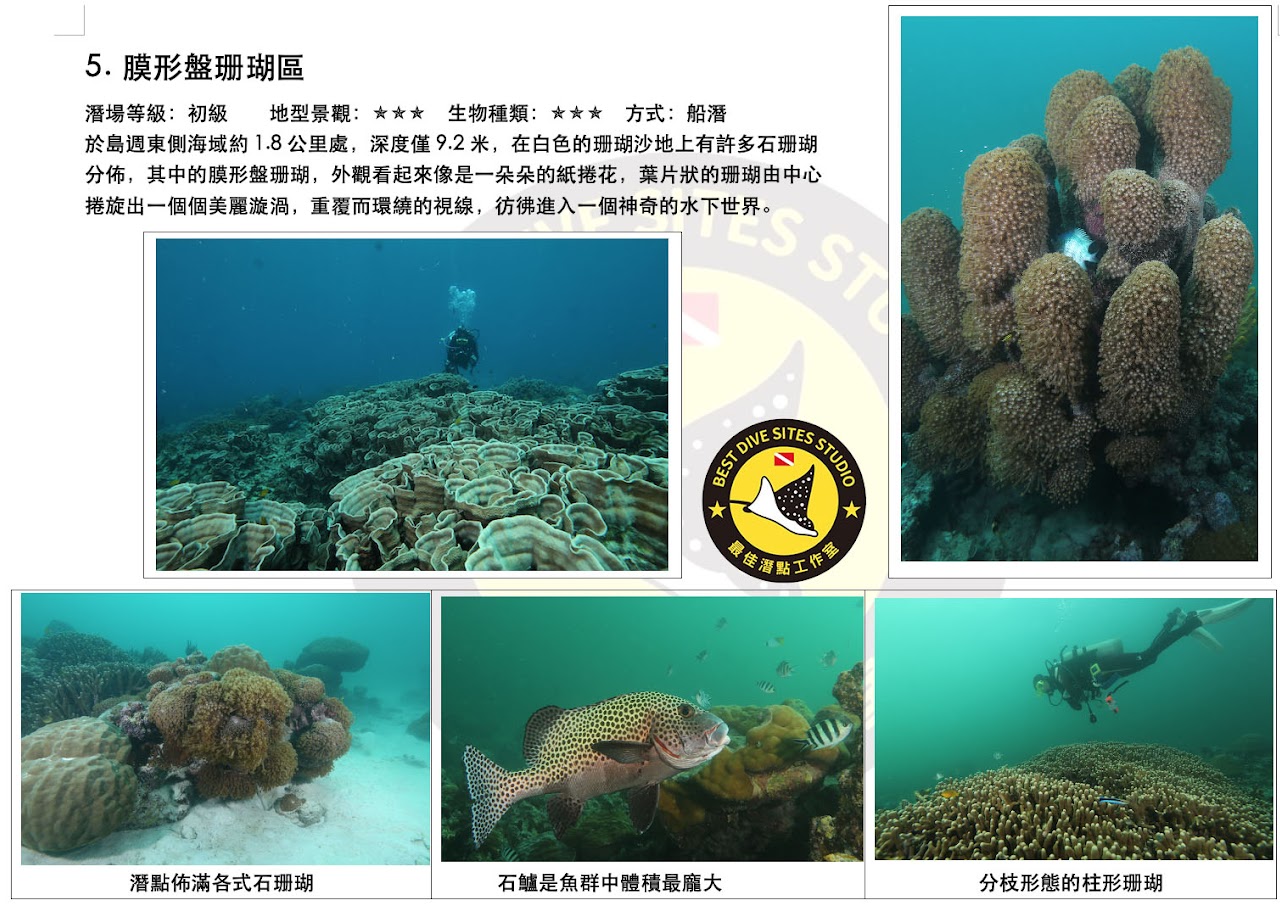 5. 膜形盤珊瑚區
潛場等級：初級 地型景觀：★★★ 生物種類：★★★ 方式：船潛
於島週東側海域約 1.8 公里處，深度僅 9.2 米，在白色的珊瑚沙地上有許多石珊瑚
分佈，其中的膜形盤珊瑚，外觀看起來像是一朵朵的紙捲花，葉片狀的珊瑚由中心
捲旋出一個個美麗漩渦，重覆而環繞的視線，彷彿進入一個神奇的水下世界。
DIVE SITES STUDIO
BEST DIVE SITES STUDIO
最佳潛點工作室
潛點佈滿各式石珊瑚
石鱸是魚群中體積最龐大
分枝形態的柱形珊瑚